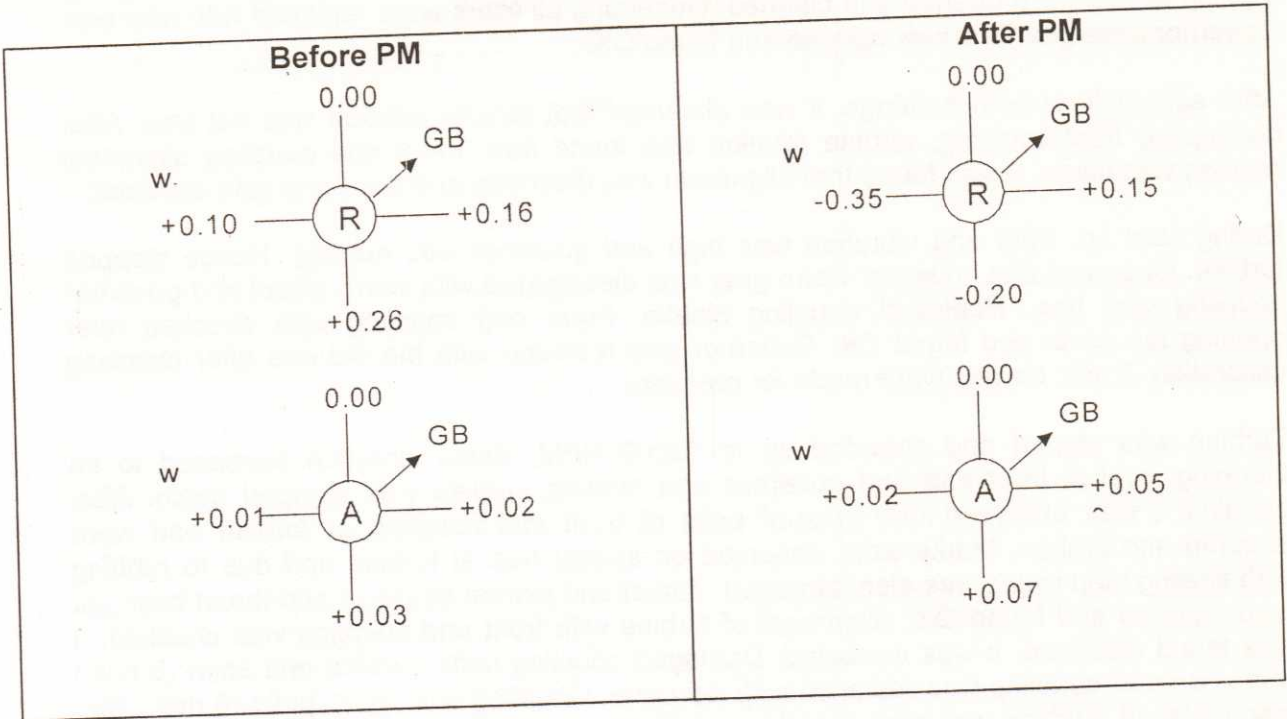 Before PM
0.00
GB
w
+0.10 R +0.16
+0.26
0.00
GB
w
+0.01 A +0.02
+0.03
After PM
0.00
GB
w
-0.35 R +0.15
-0.20
0.00
GB
w
+0.02 A +0.05
+0.07